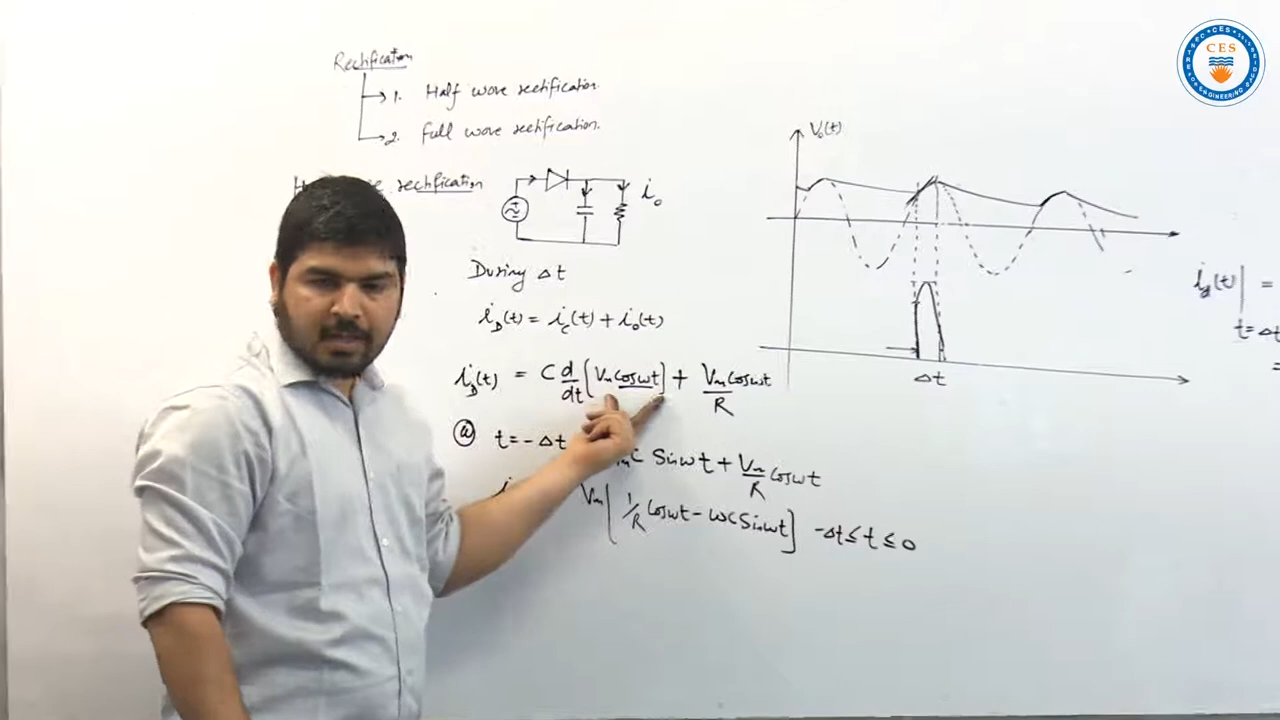 Rectification
1. Half wave rectification.
2. Full wave rectification.
rectification
i₀
During Δt
i_D(t) = i_C(t) + i₀(t)
i_D(t) = C d/dt [Vm Cosωt] + Vm Cosωt / R
@ t = -Δt
C Sinωt + Vm/R Cosωt
Vm [1/R Cosωt - ωC Sinωt] -Δt ≤ t ≤ 0
V₀(t)
Δt
i_d(t)| =
t = Δt
=
CES